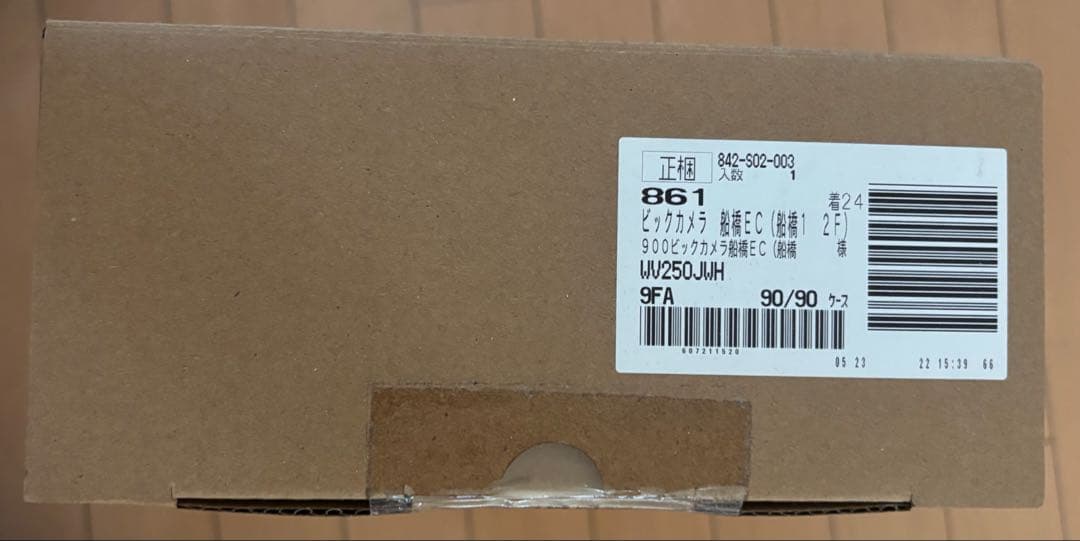 正梱 842-S02-003
入数 1
861 着24
ビックカメラ 船橋EC(船橋1 2F)
900ビックカメラ船橋EC(船橋 様
WV250JWH
9FA 90/90 ケース
607211520
05 23 22 15:39 66